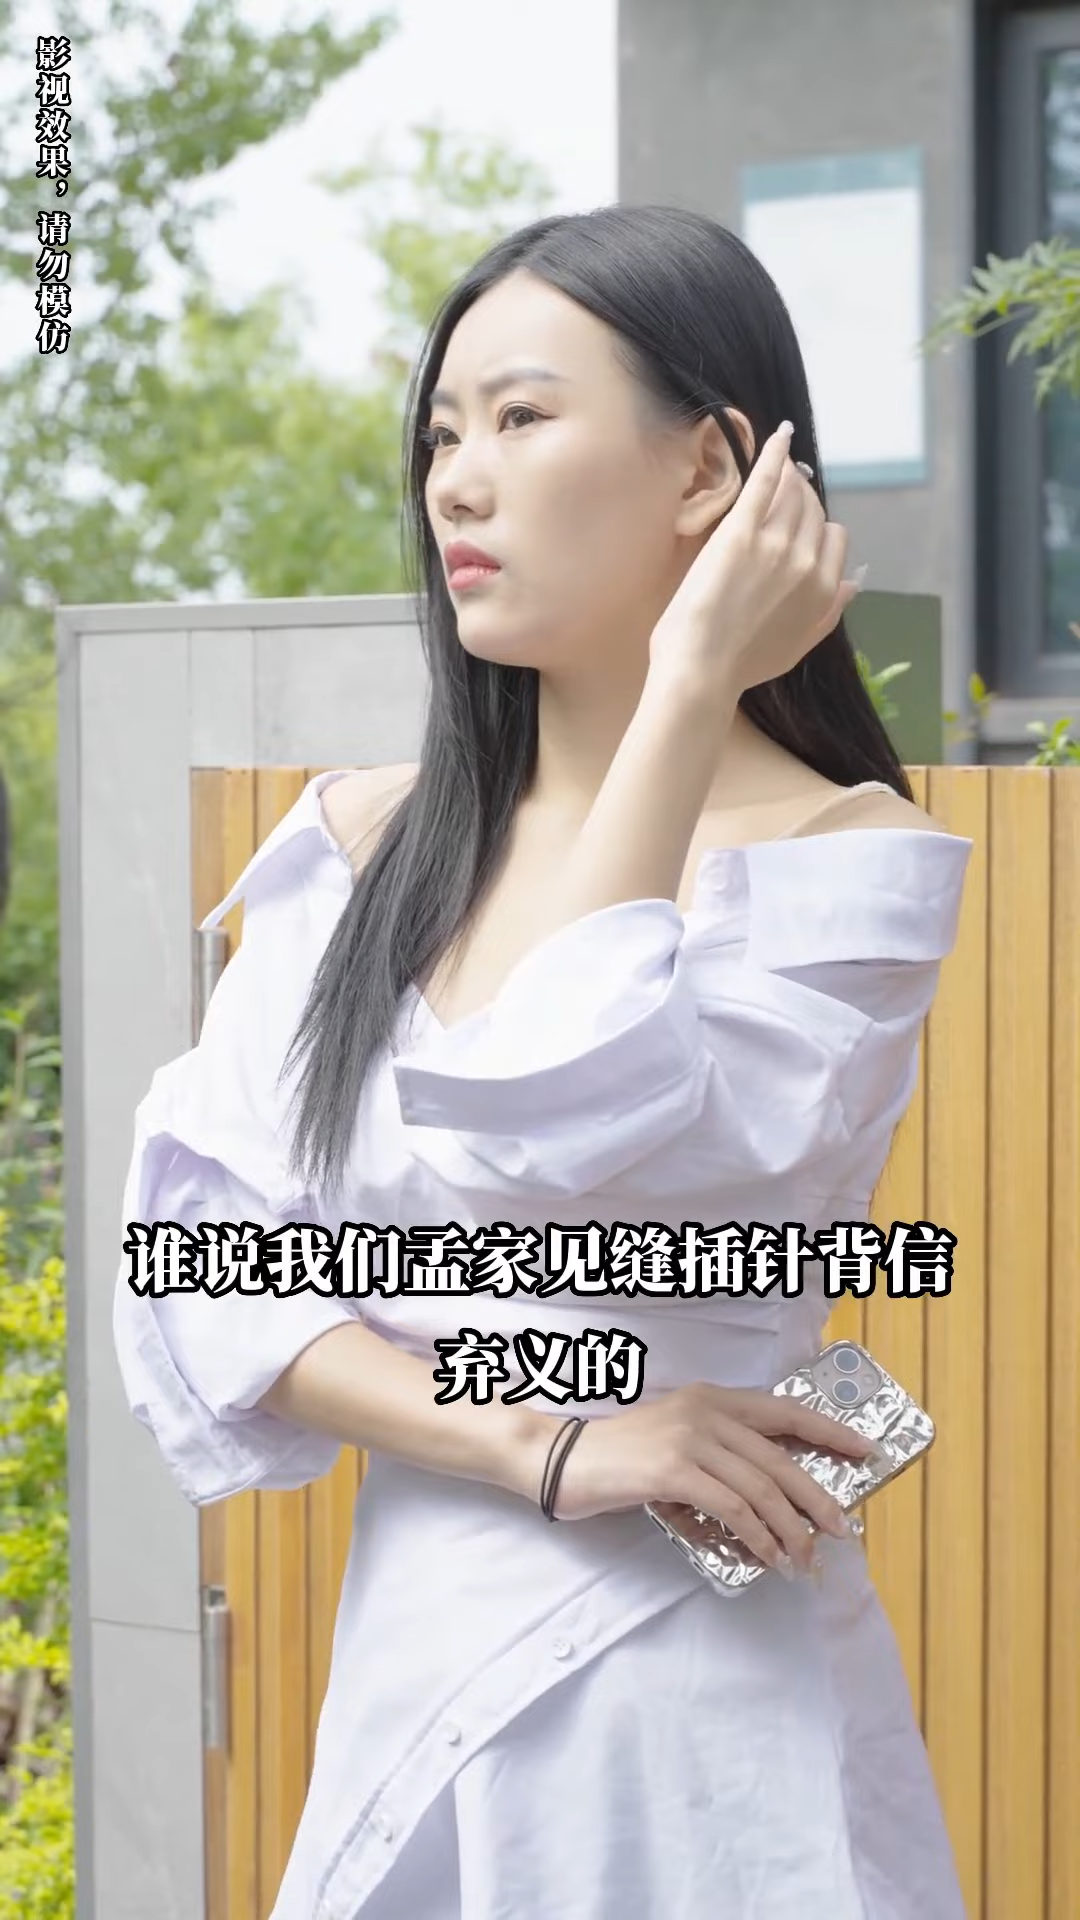 影视效果，请勿模仿
谁说我们孟家见缝插针背信
弃义的